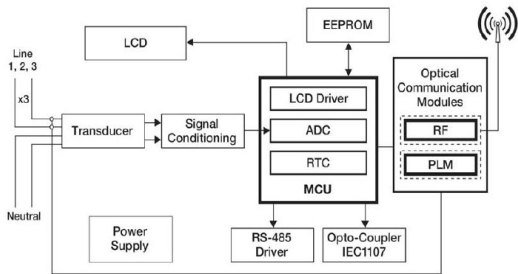 EEPROM
LCD
Line
1, 2, 3
x3
Optical
Communication
Modules
RF
PLM
LCD Driver
ADC
RTC
MCU
Transducer
Signal
Conditioning
Neutral
Power
Supply
RS-485
Driver
Opto-Coupler
IEC1107